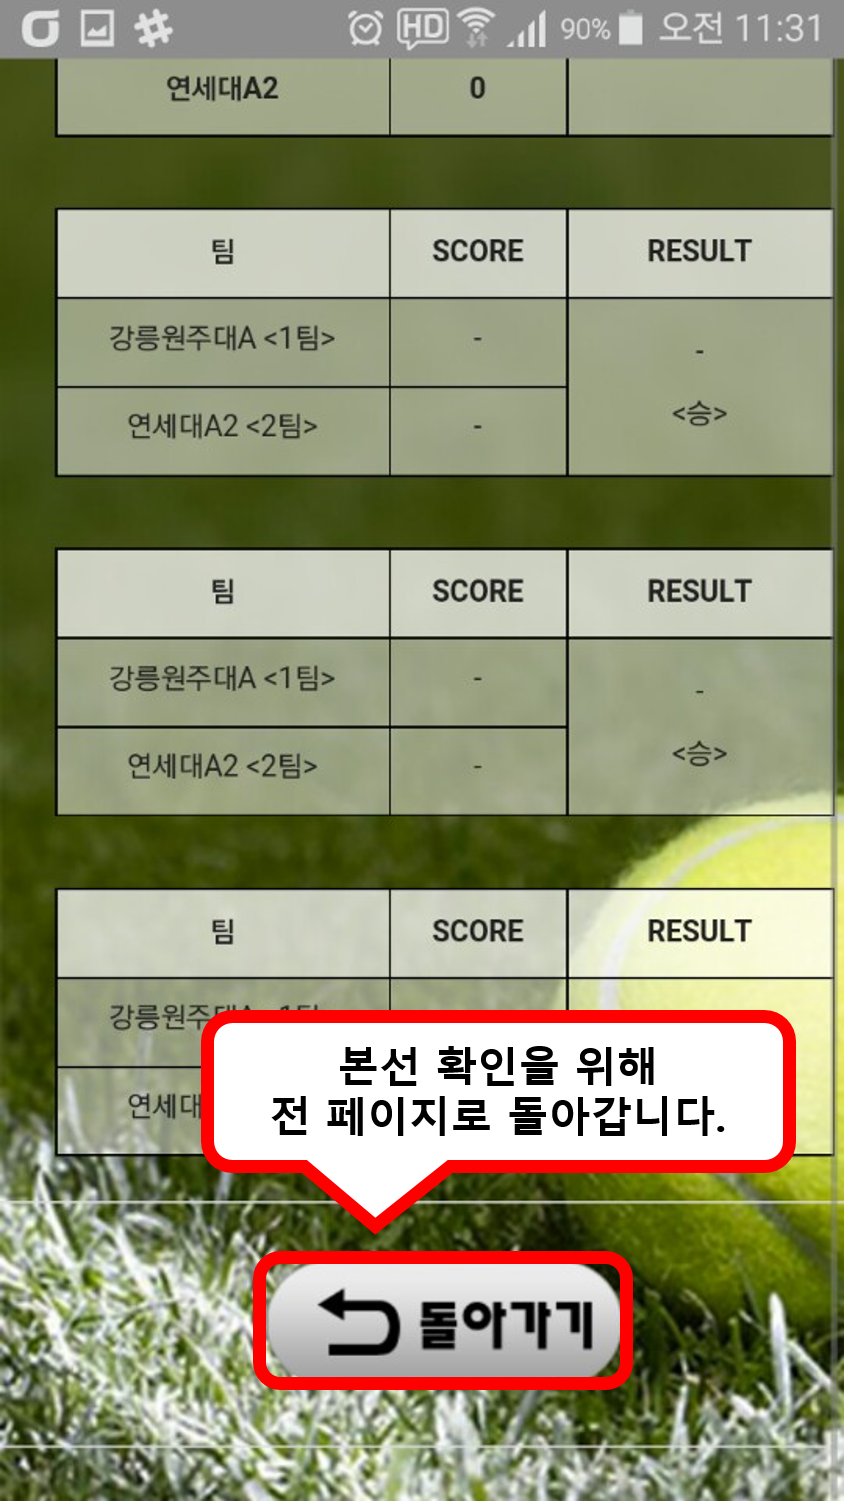 HD 90% 오전 11:31
연세대A2 0
팀 SCORE RESULT
강릉원주대A <1팀> -
-
연세대A2 <2팀> -
<승>
팀 SCORE RESULT
강릉원주대A <1팀> -
-
연세대A2 <2팀> -
<승>
팀 SCORE RESULT
강릉원주대A <1팀>
연세대
본선 확인을 위해
전 페이지로 돌아갑니다.
돌아가기